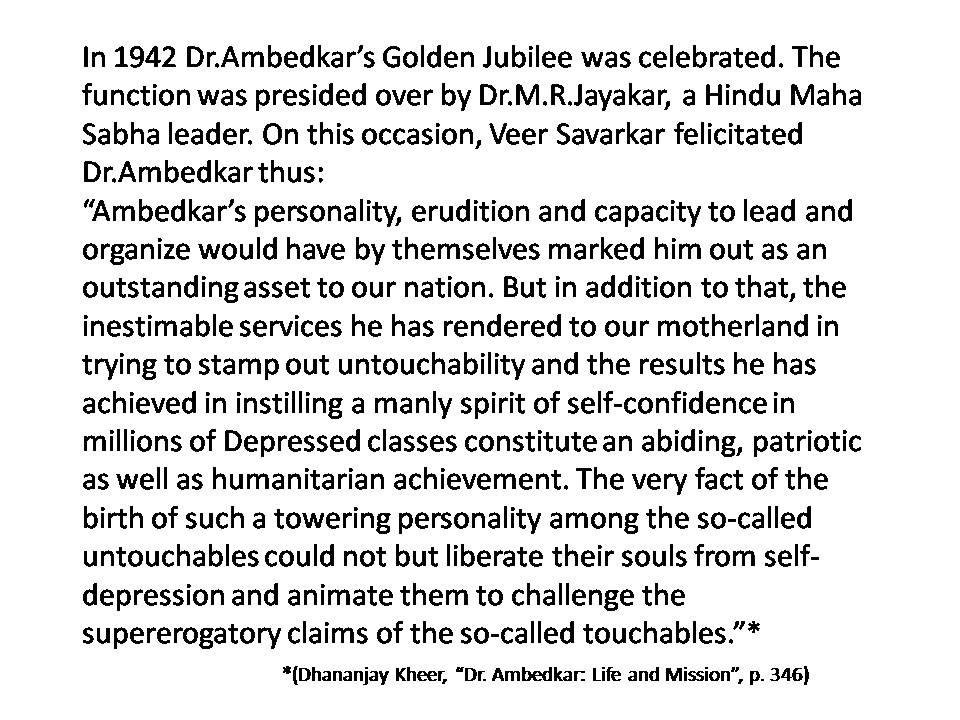 In 1942 Dr.Ambedkar’s Golden Jubilee was celebrated. The
function was presided over by Dr.M.R.Jayakar, a Hindu Maha
Sabha leader. On this occasion, Veer Savarkar felicitated
Dr.Ambedkar thus:
“Ambedkar’s personality, erudition and capacity to lead and
organize would have by themselves marked him out as an
outstanding asset to our nation. But in addition to that, the
inestimable services he has rendered to our motherland in
trying to stamp out untouchability and the results he has
achieved in instilling a manly spirit of self-confidence in
millions of Depressed classes constitute an abiding, patriotic
as well as humanitarian achievement. The very fact of the
birth of such a towering personality among the so-called
untouchables could not but liberate their souls from self-
depression and animate them to challenge the
supererogatory claims of the so-called touchables.”*
*(Dhananjay Kheer, “Dr. Ambedkar: Life and Mission”, p. 346)